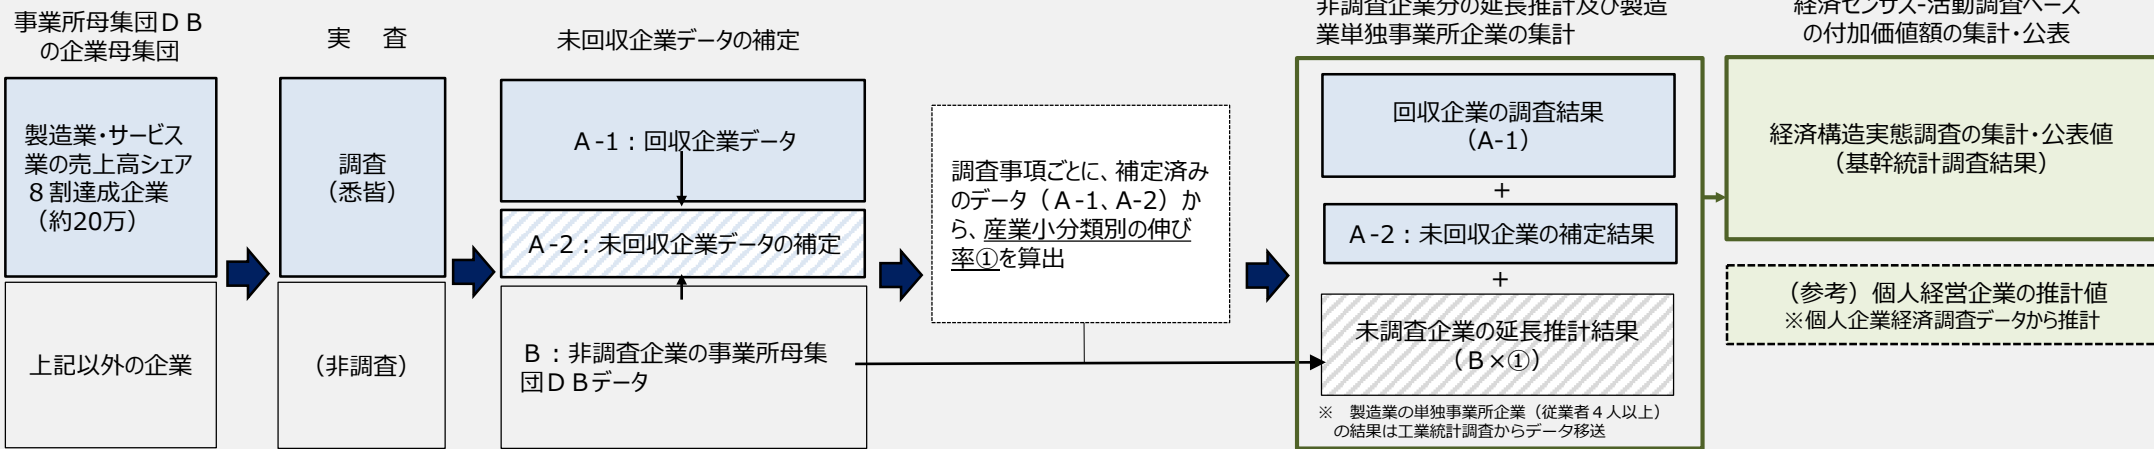 事業所母集団ＤＢ
の企業母集団
製造業・サービス
業の売上高シェア
８割達成企業
（約20万）
上記以外の企業
実　査
調査
（悉皆）
（非調査）
未回収企業データの補定
Ａ-1：回収企業データ
Ａ-2：未回収企業データの補定
Ｂ：非調査企業の事業所母集
団ＤＢデータ
調査事項ごとに、補定済み
のデータ（Ａ-1、Ａ-2）か
ら、産業小分類別の伸び
率①を算出
非調査企業分の延長推計及び製造
業単独事業所企業の集計
回収企業の調査結果
（A-1）
+
Ａ-2：未回収企業の補定結果
+
未調査企業の延長推計結果
（Ｂ×①）
※　製造業の単独事業所企業（従業者４人以上）
の結果は工業統計調査からデータ移送
経済センサス‐活動調査ベース
の付加価値額の集計・公表
経済構造実態調査の集計・公表値
（基幹統計調査結果）
（参考）個人経営企業の推計値
※個人企業経済調査データから推計